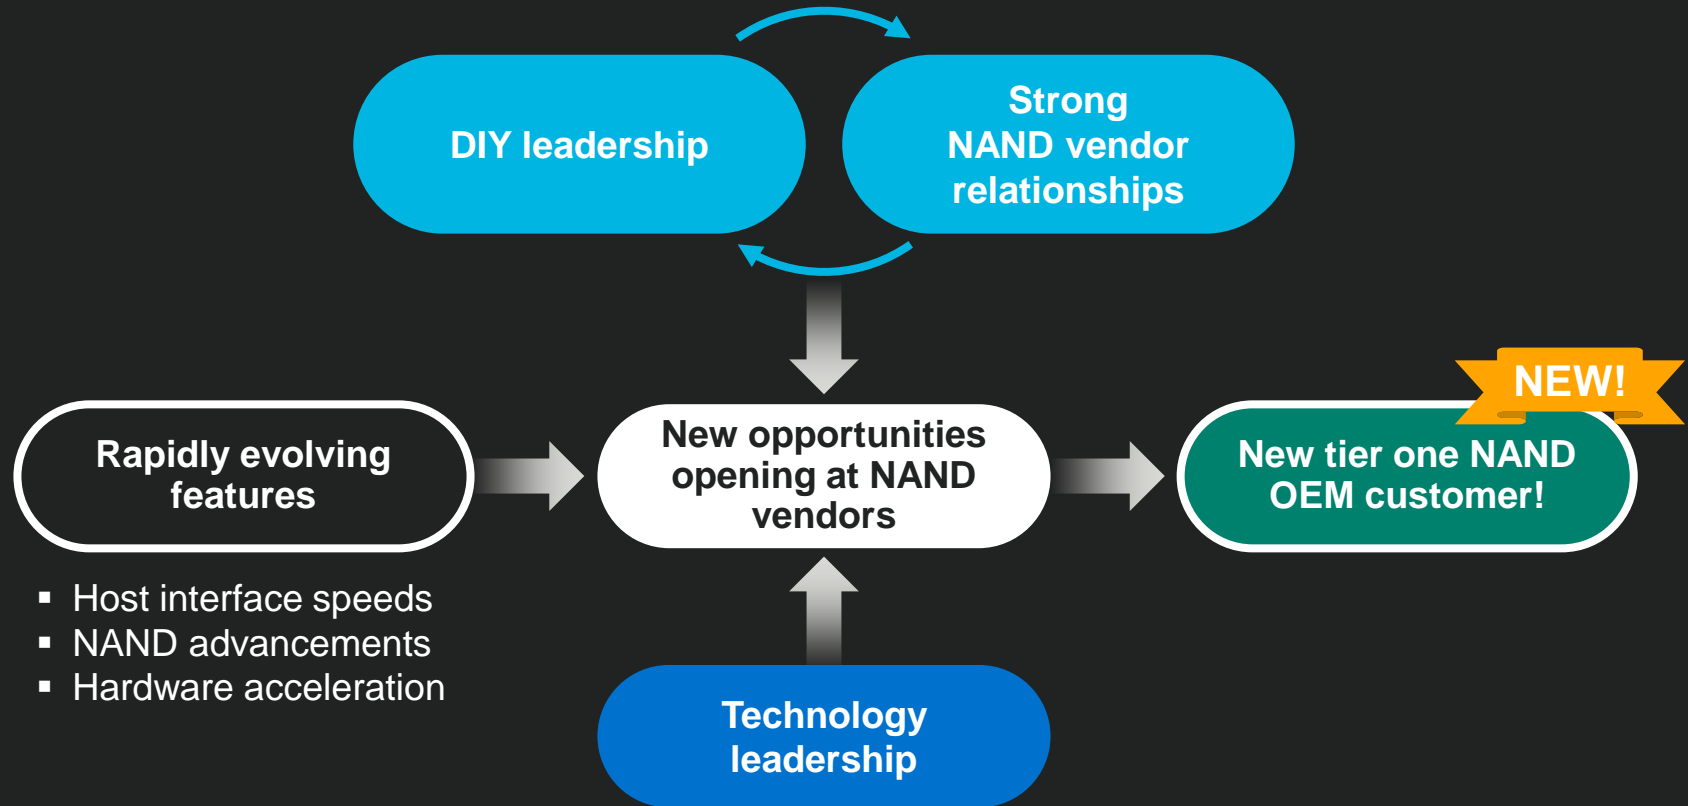 DIY leadership
Strong
NAND vendor
relationships
NEW!
Rapidly evolving
features
New opportunities
opening at NAND
vendors
New tier one NAND
OEM customer!
▪ Host interface speeds
▪ NAND advancements
▪ Hardware acceleration
Technology
leadership